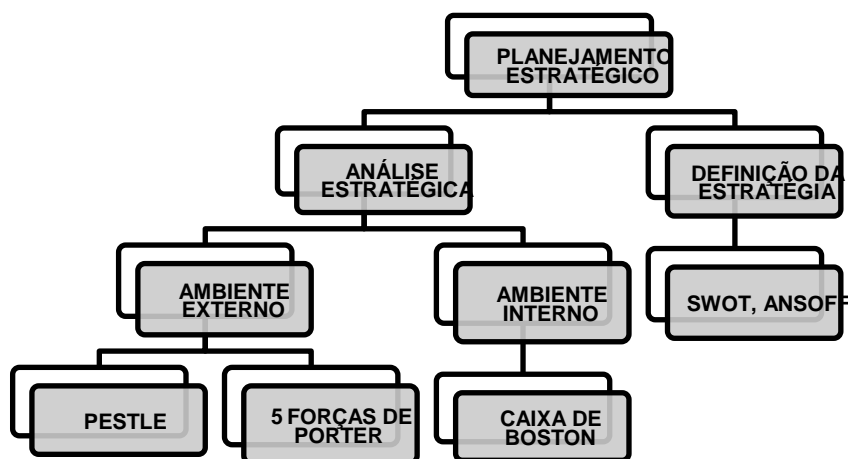 PLANEJAMENTO
ESTRATÉGICO
ANÁLISE
ESTRATÉGICA
DEFINIÇÃO DA
ESTRATÉGIA
AMBIENTE
EXTERNO
AMBIENTE
INTERNO
SWOT, ANSOFF
PESTLE
5 FORÇAS DE
PORTER
CAIXA DE
BOSTON